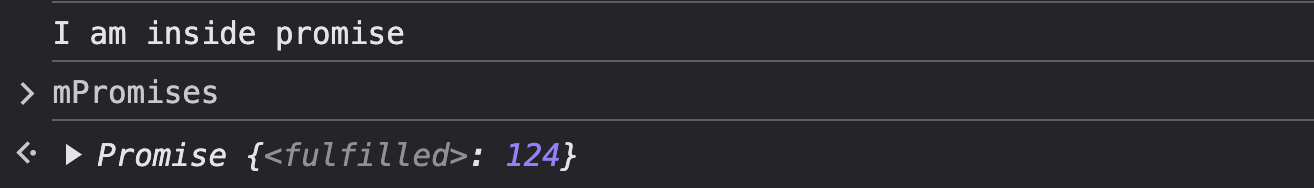 I am inside promise
mPromises
Promise {<fulfilled>: 124}